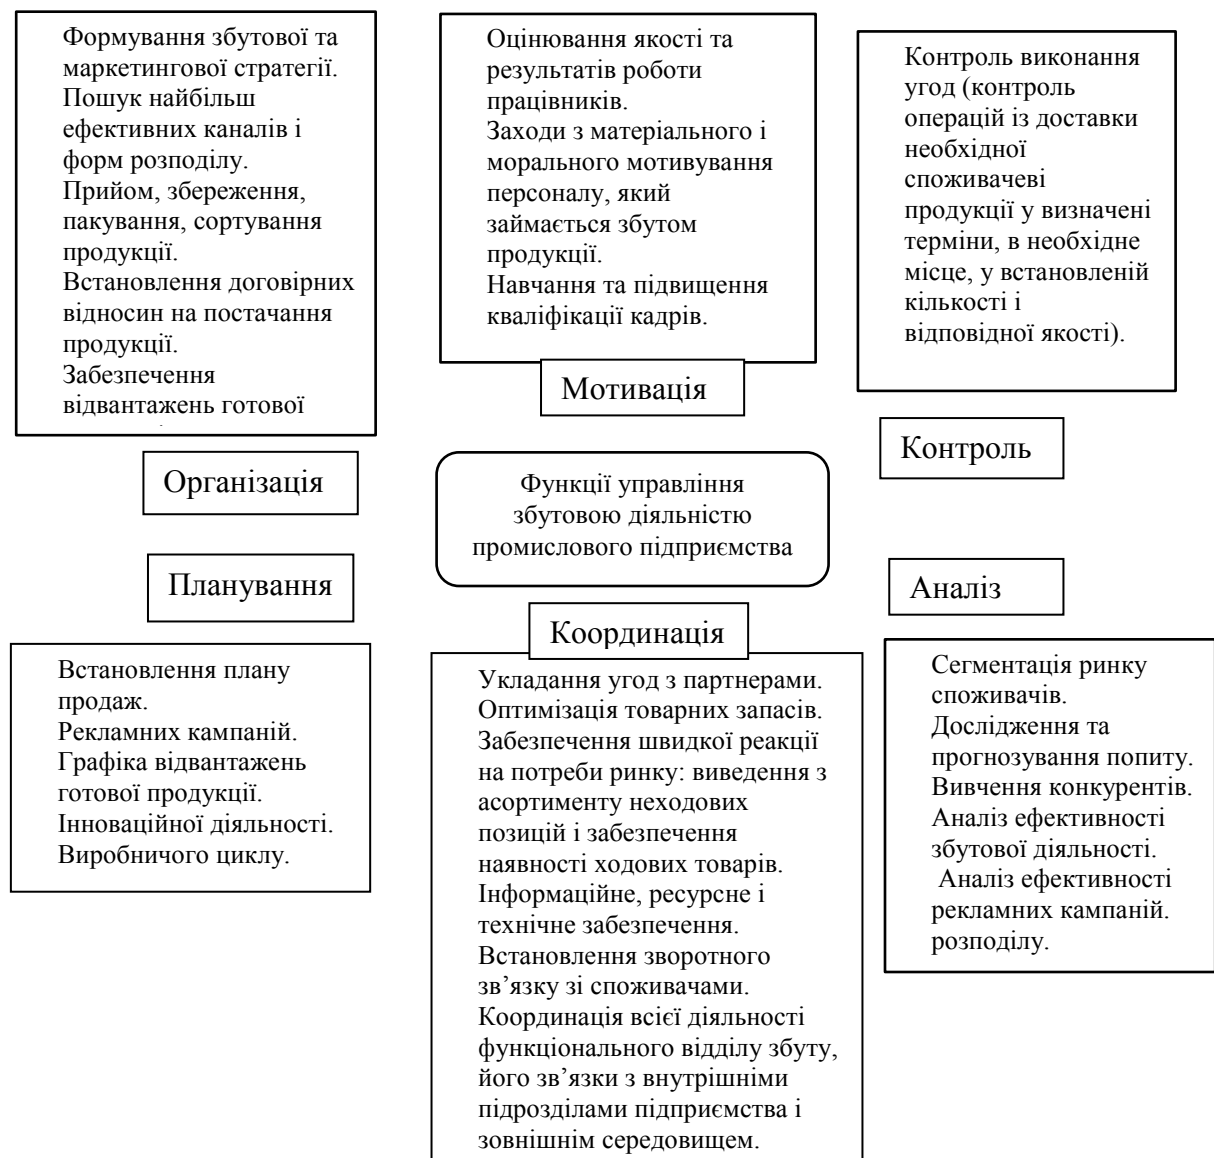 Формування збутової та
маркетингової стратегії.
Пошук найбільш
ефективних каналів і
форм розподілу.
Прийом, збереження,
пакування, сортування
продукції.
Встановлення договірних
відносин на постачання
продукції.
Забезпечення
відвантажень готової
Організація
Оцінювання якості та
результатів роботи
працівників.
Заходи з матеріального і
морального мотивування
персоналу, який
займається збутом
продукції.
Навчання та підвищення
кваліфікації кадрів.
Мотивація
Контроль виконання
угод (контроль
операцій із доставки
необхідної
споживачеві
продукції у визначені
терміни, в необхідне
місце, у встановленій
кількості і
відповідної якості).
Контроль
Функції управління
збутовою діяльністю
промислового підприємства
Планування
Встановлення плану
продаж.
Рекламних кампаній.
Графіка відвантажень
готової продукції.
Інноваційної діяльності.
Виробничого циклу.
Координація
Укладання угод з партнерами.
Оптимізація товарних запасів.
Забезпечення швидкої реакції
на потреби ринку: виведення з
асортименту неходових
позицій і забезпечення
наявності ходових товарів.
Інформаційне, ресурсне і
технічне забезпечення.
Встановлення зворотного
зв’язку зі споживачами.
Координація всієї діяльності
функціонального відділу збуту,
його зв’язки з внутрішніми
підрозділами підприємства і
зовнішнім середовищем.
Аналіз
Сегментація ринку
споживачів.
Дослідження та
прогнозування попиту.
Вивчення конкурентів.
Аналіз ефективності
збутової діяльності.
Аналіз ефективності
рекламних кампаній.
розподілу.